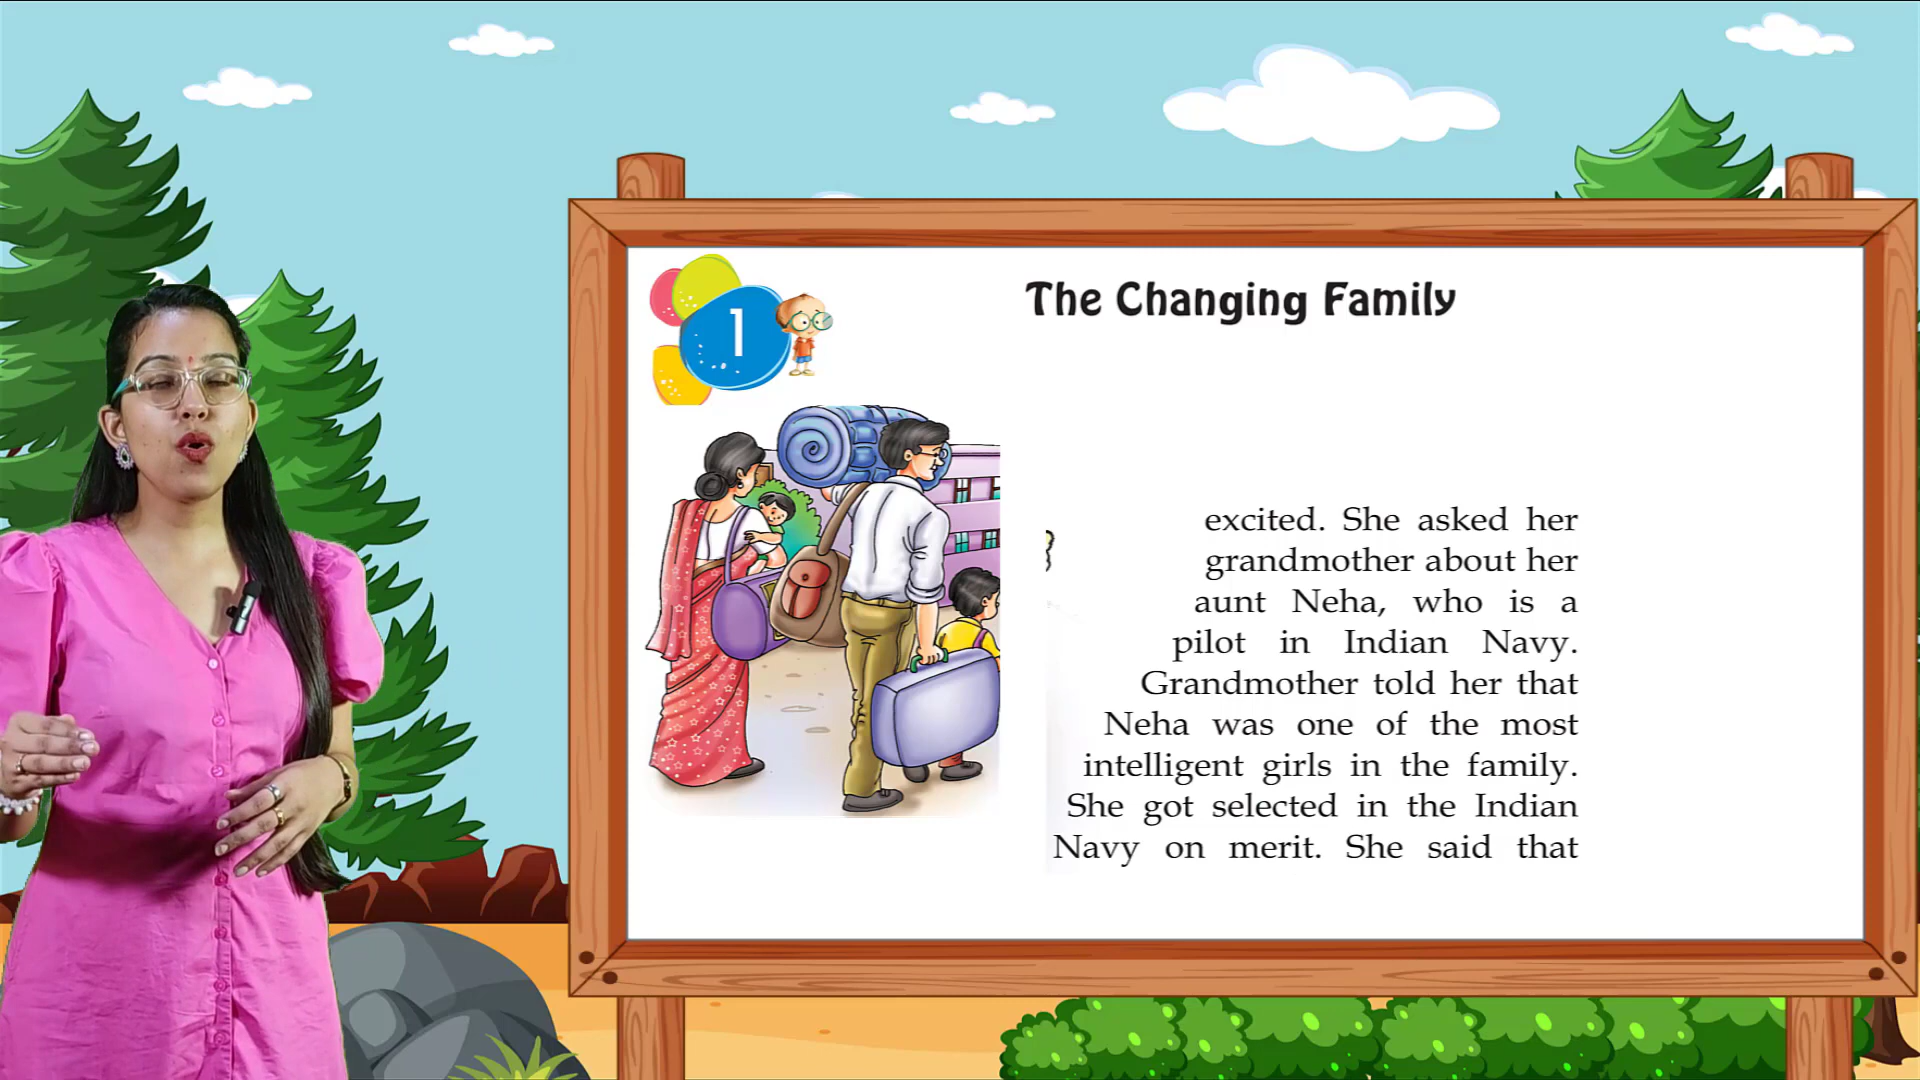 1
The Changing Family
excited. She asked her
grandmother about her
aunt Neha, who is a
pilot in Indian Navy.
Grandmother told her that
Neha was one of the most
intelligent girls in the family.
She got selected in the Indian
Navy on merit. She said that